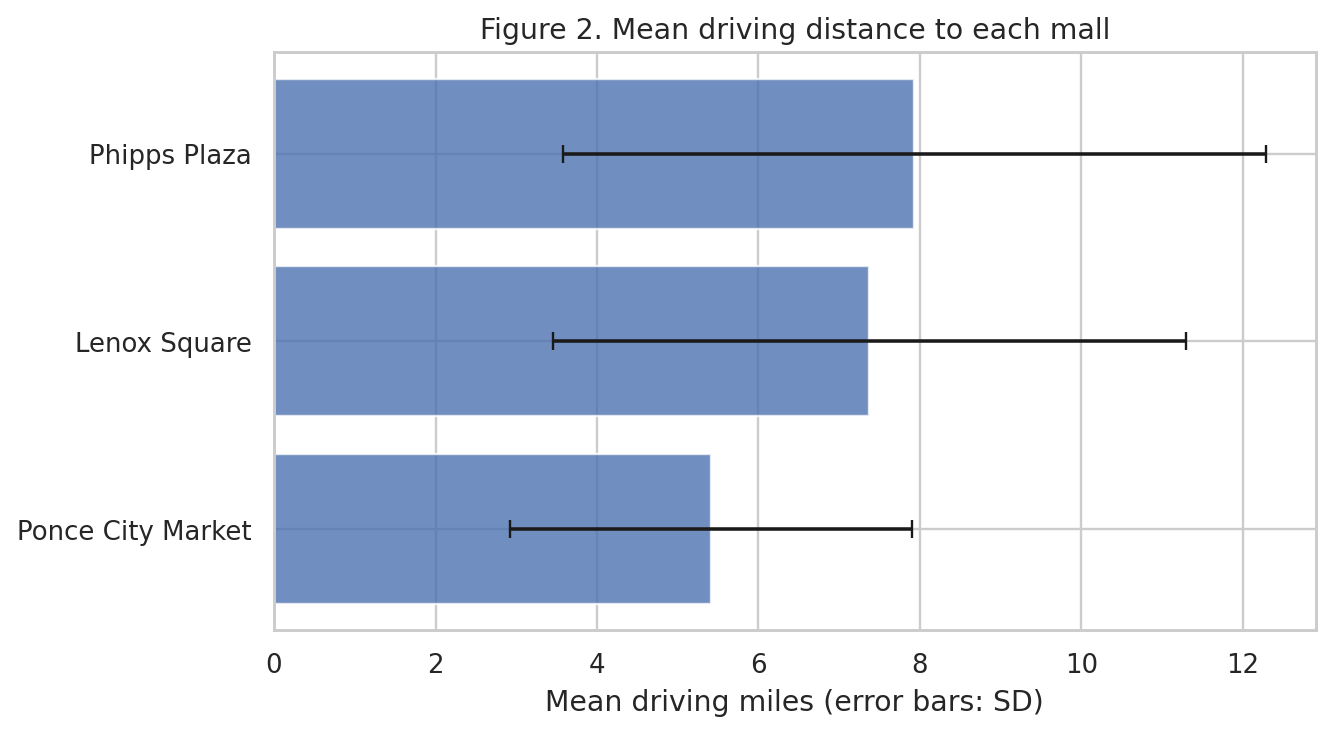 Figure 2. Mean driving distance to each mall
Phipps Plaza
Lenox Square
Ponce City Market
0 2 4 6 8 10 12
Mean driving miles (error bars: SD)